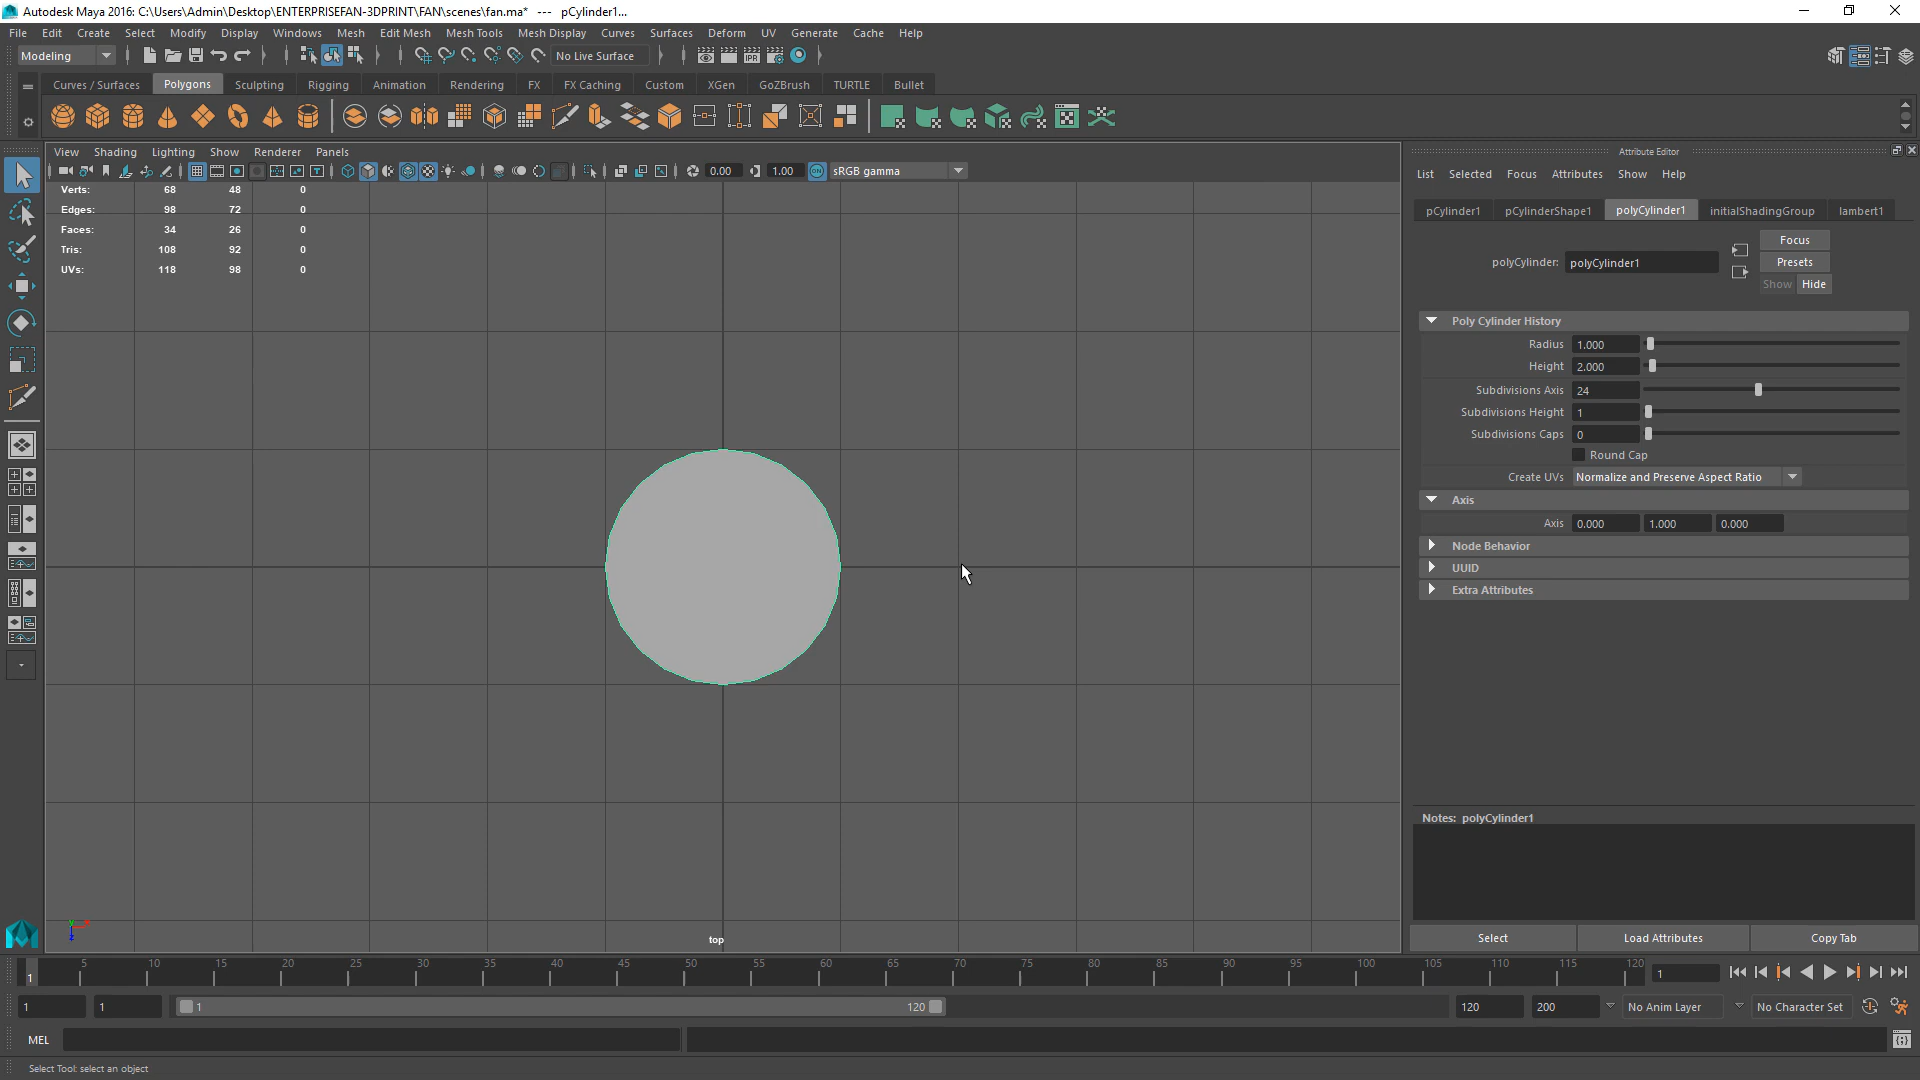 Autodesk Maya 2016: C:\Users\Admin\Desktop\ENTERPRISEFAN-3DPRINT\FAN\scenes\fan.ma* --- pCylinder1...
File Edit Create Select Modify Display Windows Mesh Edit Mesh Mesh Tools Mesh Display Curves Surfaces Deform UV Generate Cache Help
Modeling No Live Surface IPR
Curves / Surfaces Polygons Sculpting Rigging Animation Rendering FX FX Caching Custom XGen GoZBrush TURTLE Bullet
View Shading Lighting Show Renderer Panels
0.00 1.00 ON sRGB gamma
Verts: 68 48 0
Edges: 98 72 0
Faces: 34 26 0
Tris: 108 92 0
UVs: 118 98 0
top
Attribute Editor
List Selected Focus Attributes Show Help
pCylinder1 pCylinderShape1 polyCylinder1 initialShadingGroup lambert1
polyCylinder: polyCylinder1
Focus
Presets
Show Hide
Poly Cylinder History
Radius 1.000
Height 2.000
Subdivisions Axis 24
Subdivisions Height 1
Subdivisions Caps 0
Round Cap
Create UVs Normalize and Preserve Aspect Ratio
Axis
Axis 0.000 1.000 0.000
Node Behavior
UUID
Extra Attributes
Notes: polyCylinder1
Select Load Attributes Copy Tab
1 5 10 15 20 25 30 35 40 45 50 55 60 65 70 75 80 85 90 95 100 105 110 115 120 1
1 1 1 120 120 200 No Anim Layer No Character Set
MEL
Select Tool: select an object